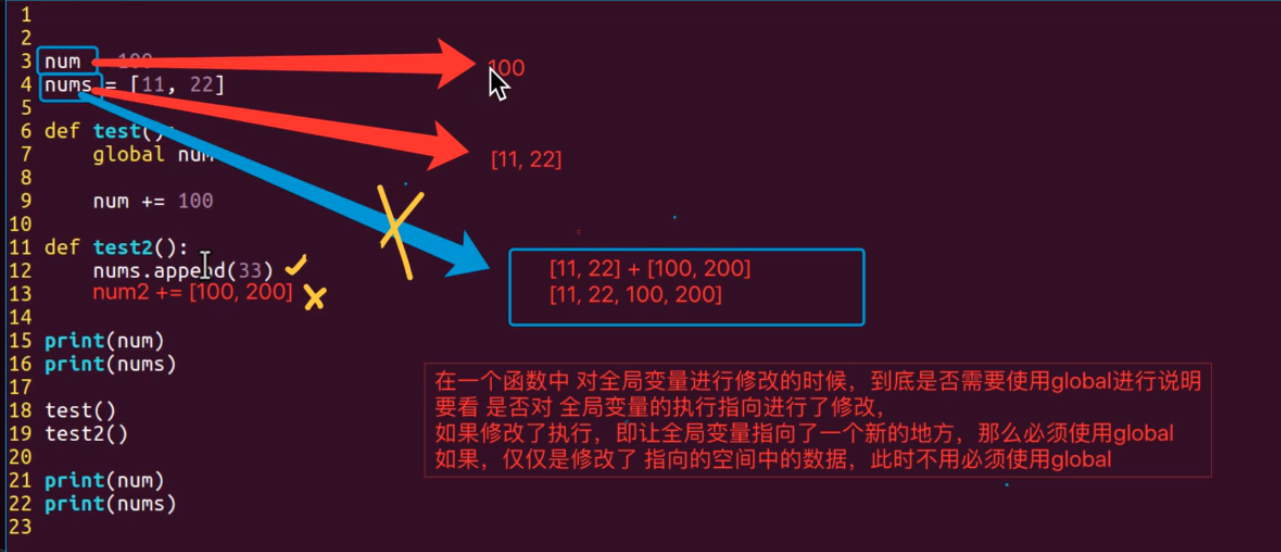 1
2
3 num = 100
4 nums = [11, 22]
5
6 def test():
7 global num
8
9 num += 100
10
11 def test2():
12 nums.append(33)
13 num2 += [100, 200]
14
15 print(num)
16 print(nums)
17
18 test()
19 test2()
20
21 print(num)
22 print(nums)
23
100
[11, 22]
[11, 22] + [100, 200]
[11, 22, 100, 200]
在一个函数中 对全局变量进行修改的时候，到底是否需要使用global进行说明
要看 是否对 全局变量的执行指向进行了修改，
如果修改了执行，即让全局变量指向了一个新的地方，那么必须使用global
如果，仅仅是修改了 指向的空间中的数据，此时不用必须使用global